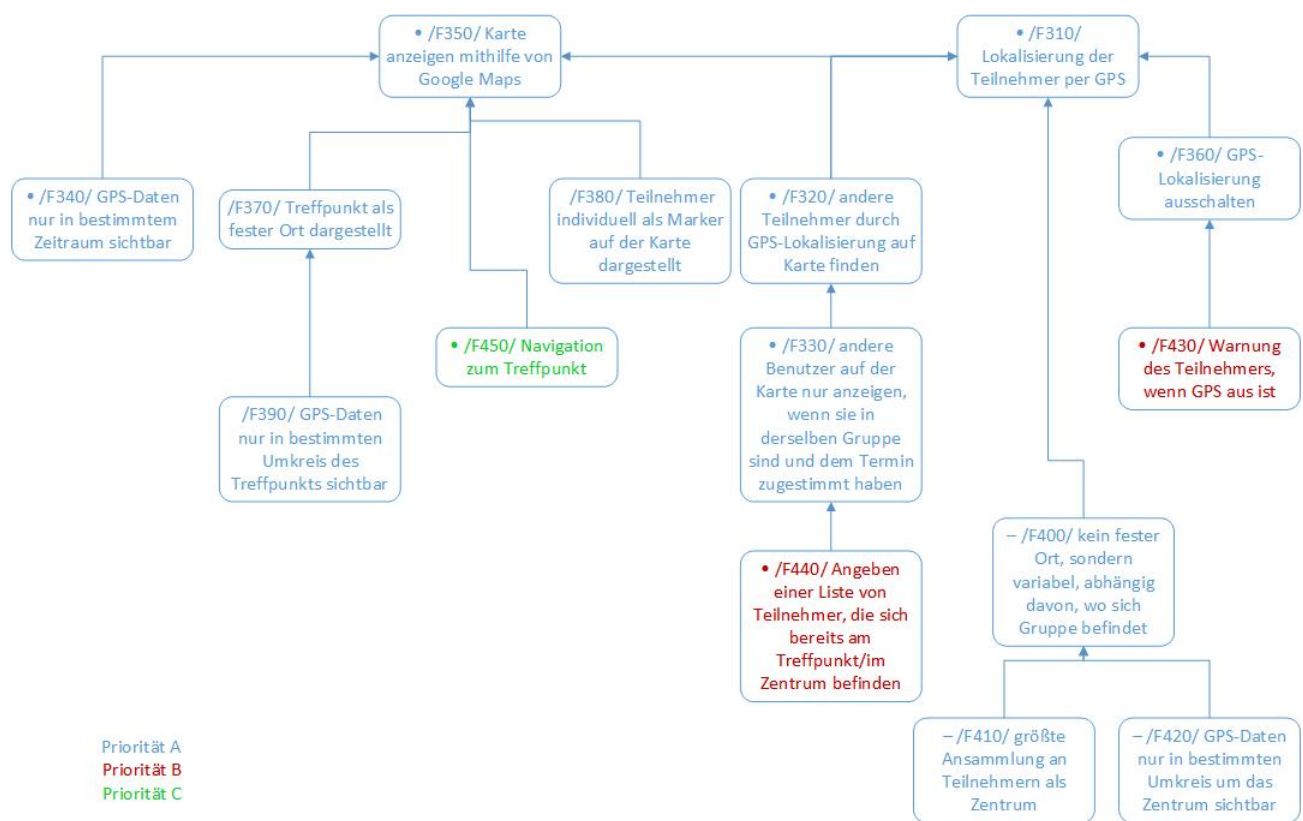 • /F350/ Karte
anzeigen mithilfe von
Google Maps
• /F310/
Lokalisierung der
Teilnehmer per GPS
• /F340/ GPS-Daten
nur in bestimmtem
Zeitraum sichtbar
/F370/ Treffpunkt als
fester Ort dargestellt
/F380/ Teilnehmer
individuell als Marker
auf der Karte
dargestellt
• /F320/ andere
Teilnehmer durch
GPS-Lokalisierung auf
Karte finden
• /F360/ GPS-
Lokalisierung
ausschalten
• /F450/ Navigation
zum Treffpunkt
• /F330/ andere
Benutzer auf der
Karte nur anzeigen,
wenn sie in
derselben Gruppe
sind und dem Termin
zugestimmt haben
• /F430/ Warnung
des Teilnehmers,
wenn GPS aus ist
/F390/ GPS-Daten
nur in bestimmten
Umkreis des
Treffpunkts sichtbar
– /F400/ kein fester
Ort, sondern
variabel, abhängig
davon, wo sich
Gruppe befindet
• /F440/ Angeben
einer Liste von
Teilnehmer, die sich
bereits am
Treffpunkt/im
Zentrum befinden
– /F410/ größte
Ansammlung an
Teilnehmern als
Zentrum
– /F420/ GPS-Daten
nur in bestimmten
Umkreis um das
Zentrum sichtbar
Priorität A
Priorität B
Priorität C